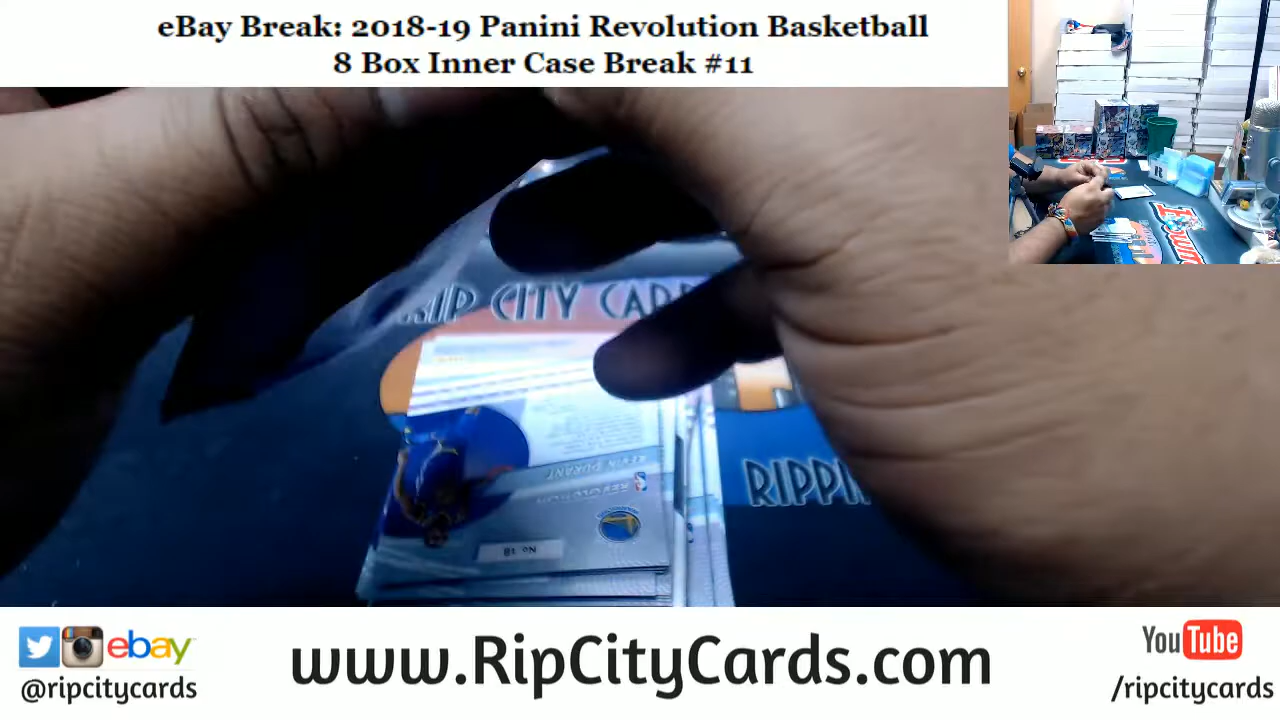 eBay Break: 2018-19 Panini Revolution Basketball
8 Box Inner Case Break #11
RIP CITY CAR
RIPPI
KEVIN DURANT
REVOLUTION
No. 18
ebay
@ripcitycards
www.RipCityCards.com
YouTube
/ripcitycards